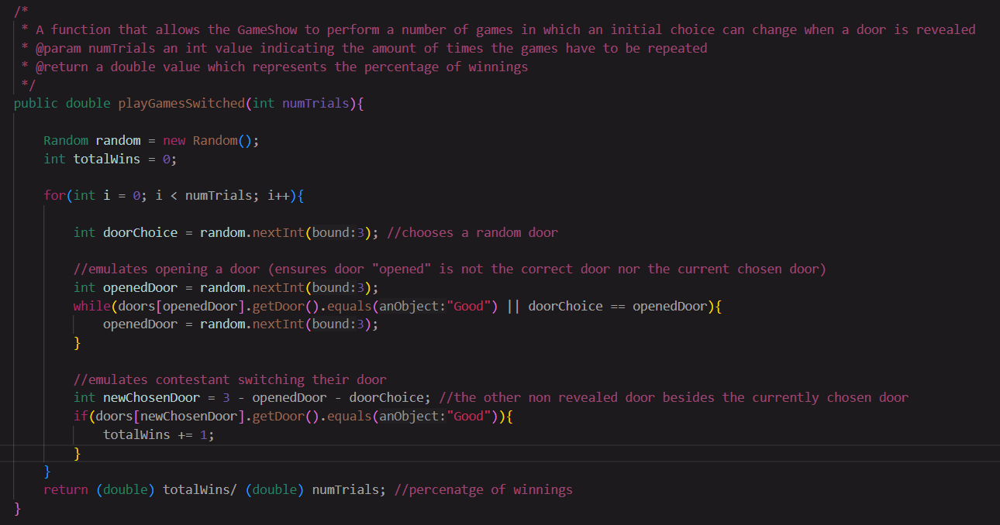 /*
 * A function that allows the GameShow to perform a number of games in which an initial choice can change when a door is revealed
 * @param numTrials an int value indicating the amount of times the games have to be repeated
 * @return a double value which represents the percentage of winnings
 */
public double playGamesSwitched(int numTrials){
    Random random = new Random();
    int totalWins = 0;
    for(int i = 0; i < numTrials; i++){
        int doorChoice = random.nextInt(bound:3); //chooses a random door
        //emulates opening a door (ensures door "opened" is not the correct door nor the current chosen door)
        int openedDoor = random.nextInt(bound:3);
        while(doors[openedDoor].getDoor().equals(anObject:"Good") || doorChoice == openedDoor){
            openedDoor = random.nextInt(bound:3);
        }
        //emulates contestant switching their door
        int newChosenDoor = 3 - openedDoor - doorChoice; //the other non revealed door besides the currently chosen door
        if(doors[newChosenDoor].getDoor().equals(anObject:"Good")){
            totalWins += 1;
        }
    }
    return (double) totalWins/ (double) numTrials; //percenatge of winnings
}